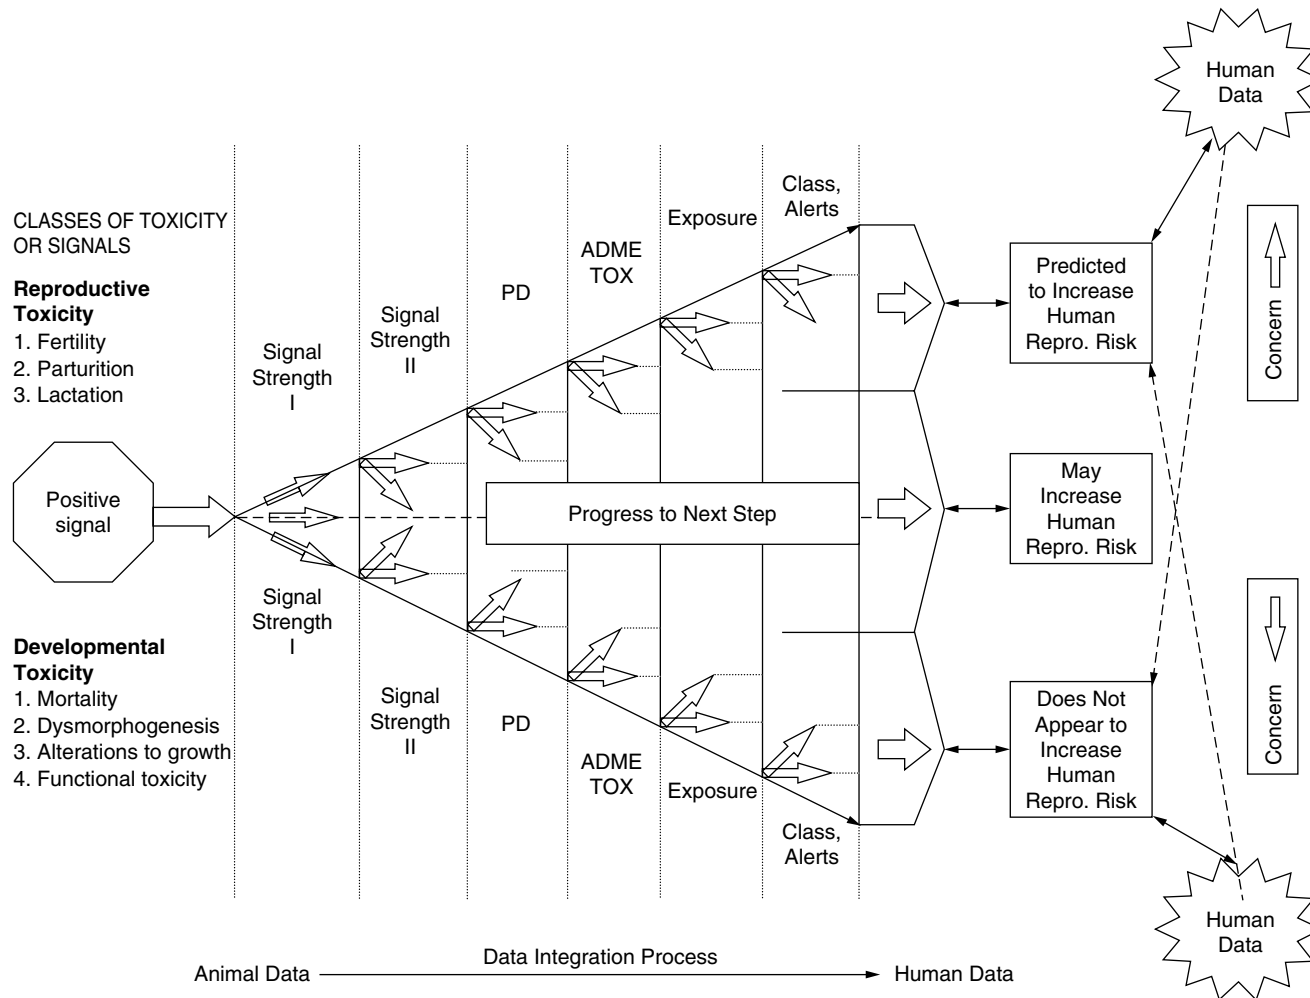 CLASSES OF TOXICITY
OR SIGNALS
Reproductive
Toxicity
1. Fertility
2. Parturition
3. Lactation
Positive
signal
Developmental
Toxicity
1. Mortality
2. Dysmorphogenesis
3. Alterations to growth
4. Functional toxicity
Signal
Strength
I
Signal
Strength
II
PD
ADME
TOX
Exposure
Class,
Alerts
Progress to Next Step
Signal
Strength
I
Signal
Strength
II
PD
ADME
TOX
Exposure
Class,
Alerts
Human
Data
Predicted
to Increase
Human
Repro. Risk
May
Increase
Human
Repro. Risk
Does Not
Appear to
Increase
Human
Repro. Risk
Concern
Concern
Human
Data
Animal Data
Data Integration Process
Human Data